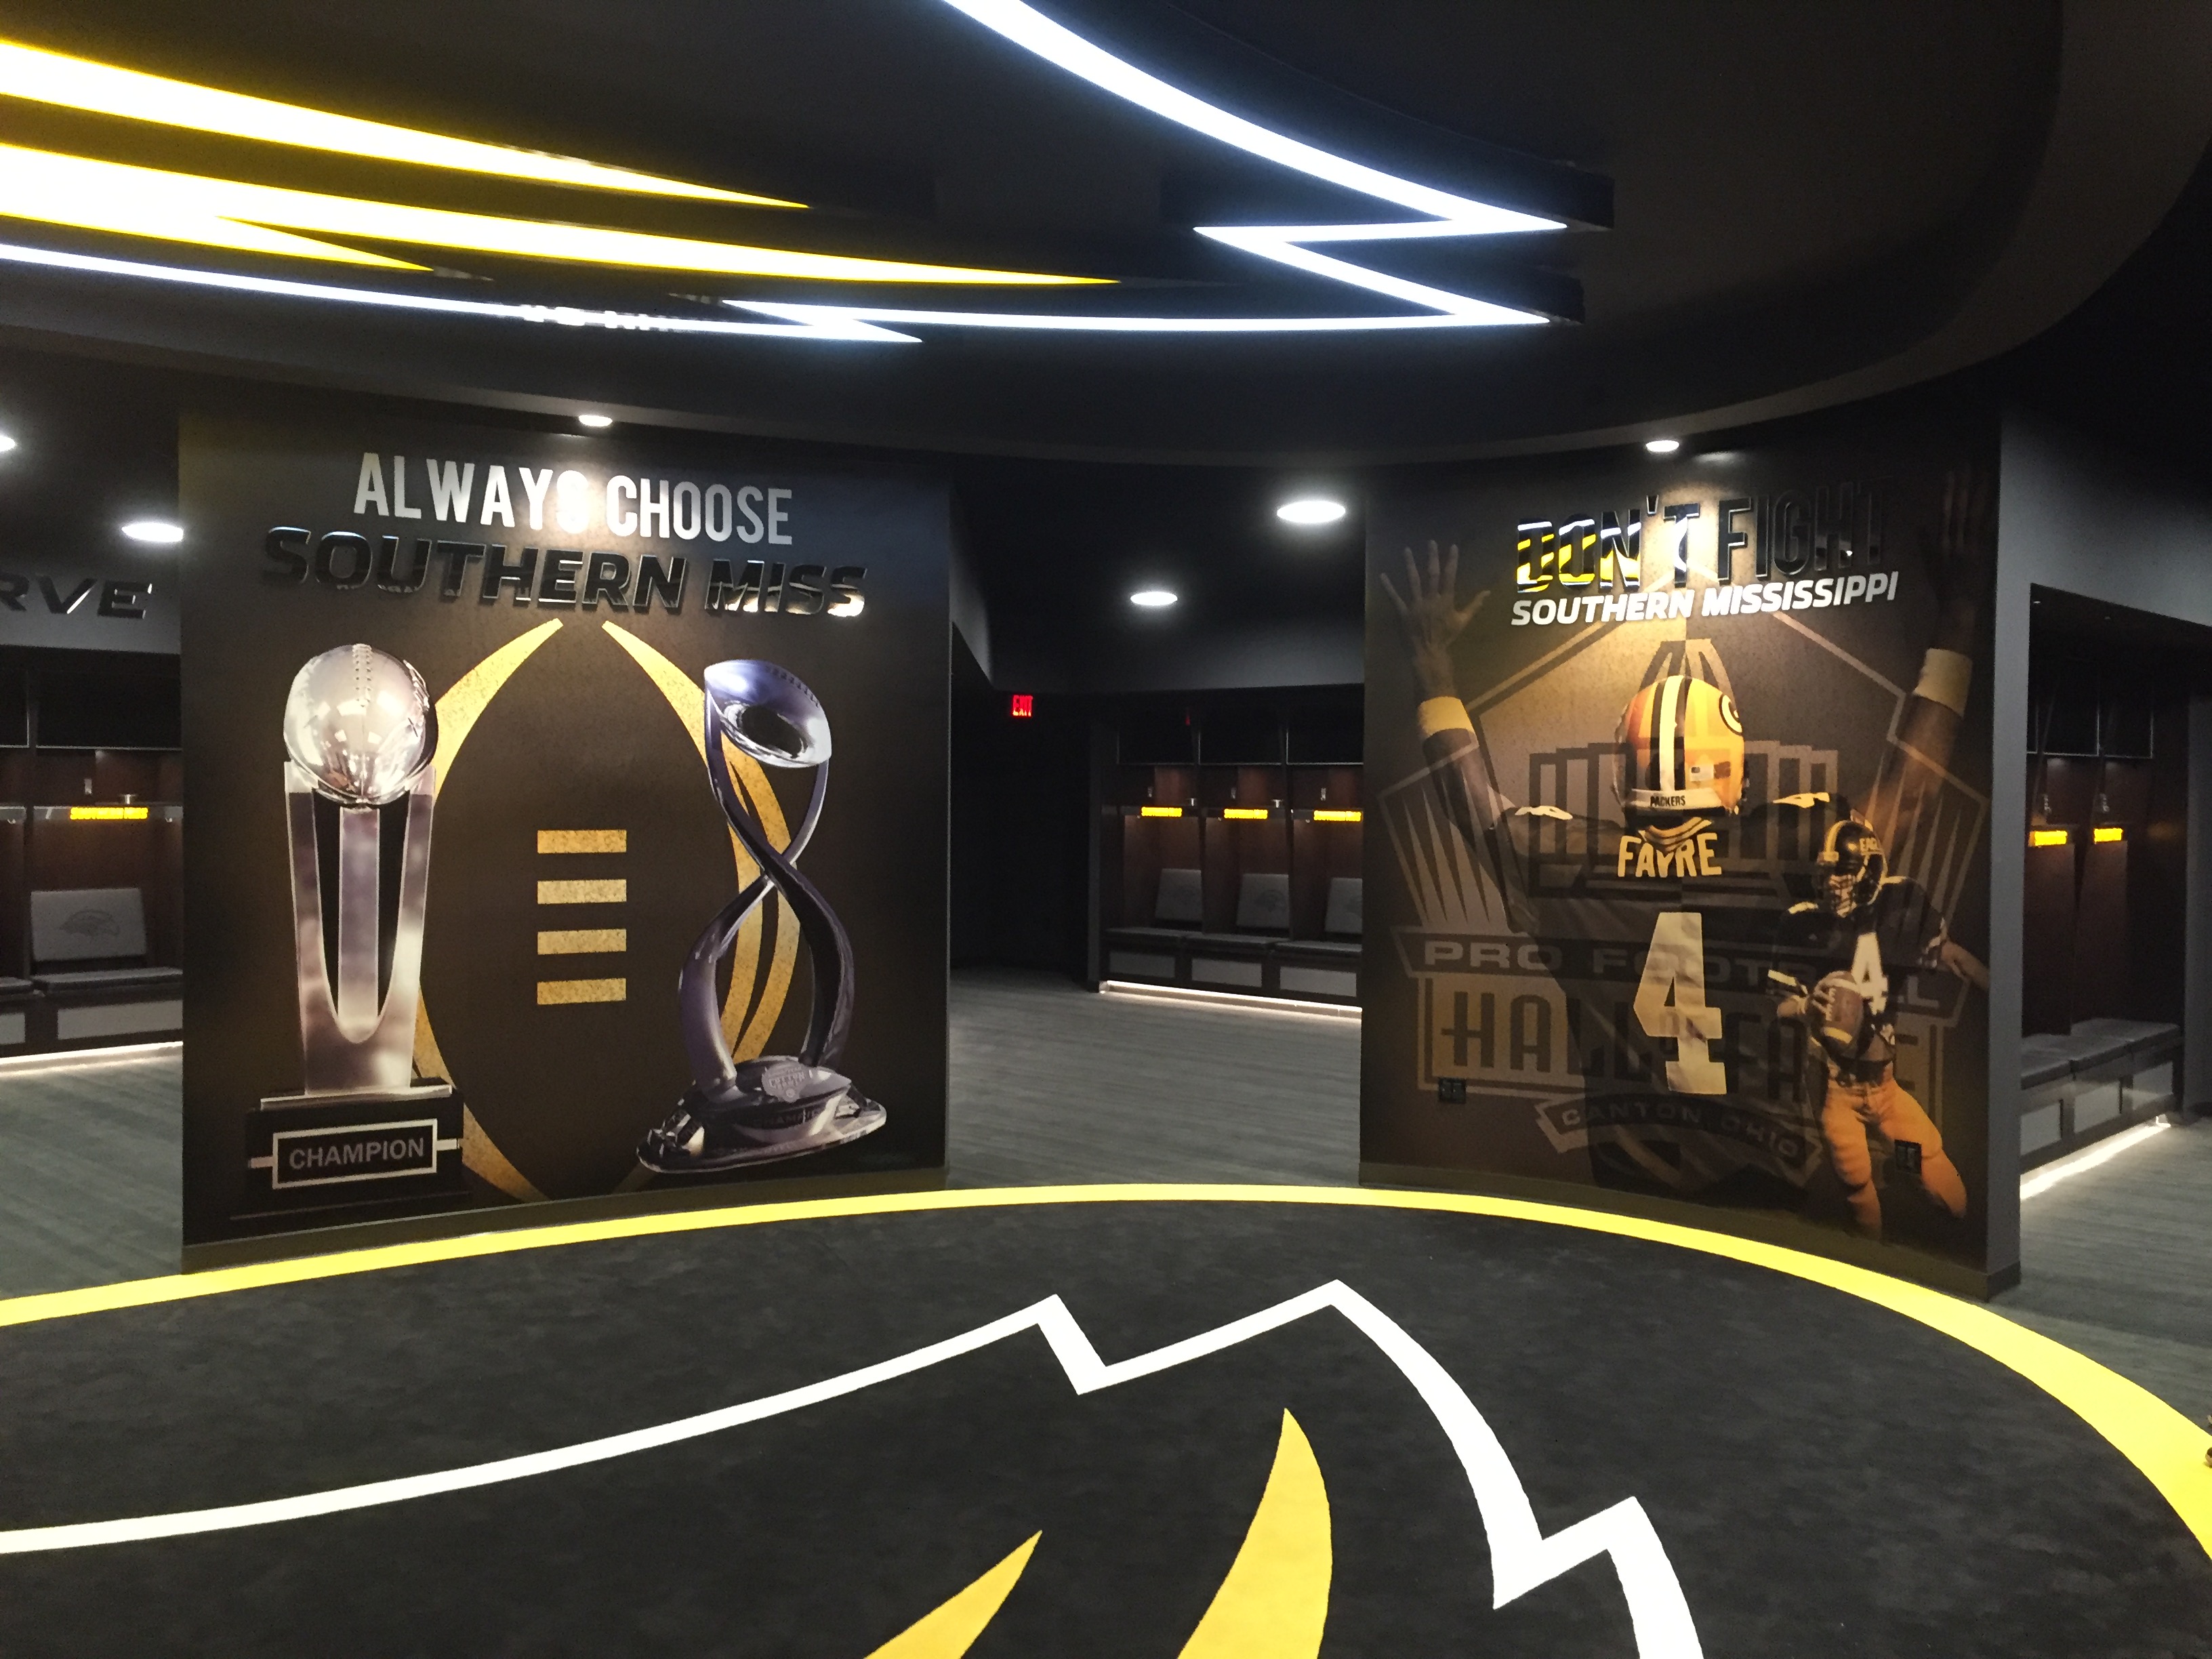 ALWAYS CHOOSE
SOUTHERN MISS
RVE
CHAMPION
EXIT
DON'T FIGHT
SOUTHERN MISSISSIPPI
PACKERS
FAVRE
4
EAG
4
PRO FOOTBALL
HALL FAME
CANTON OHIO